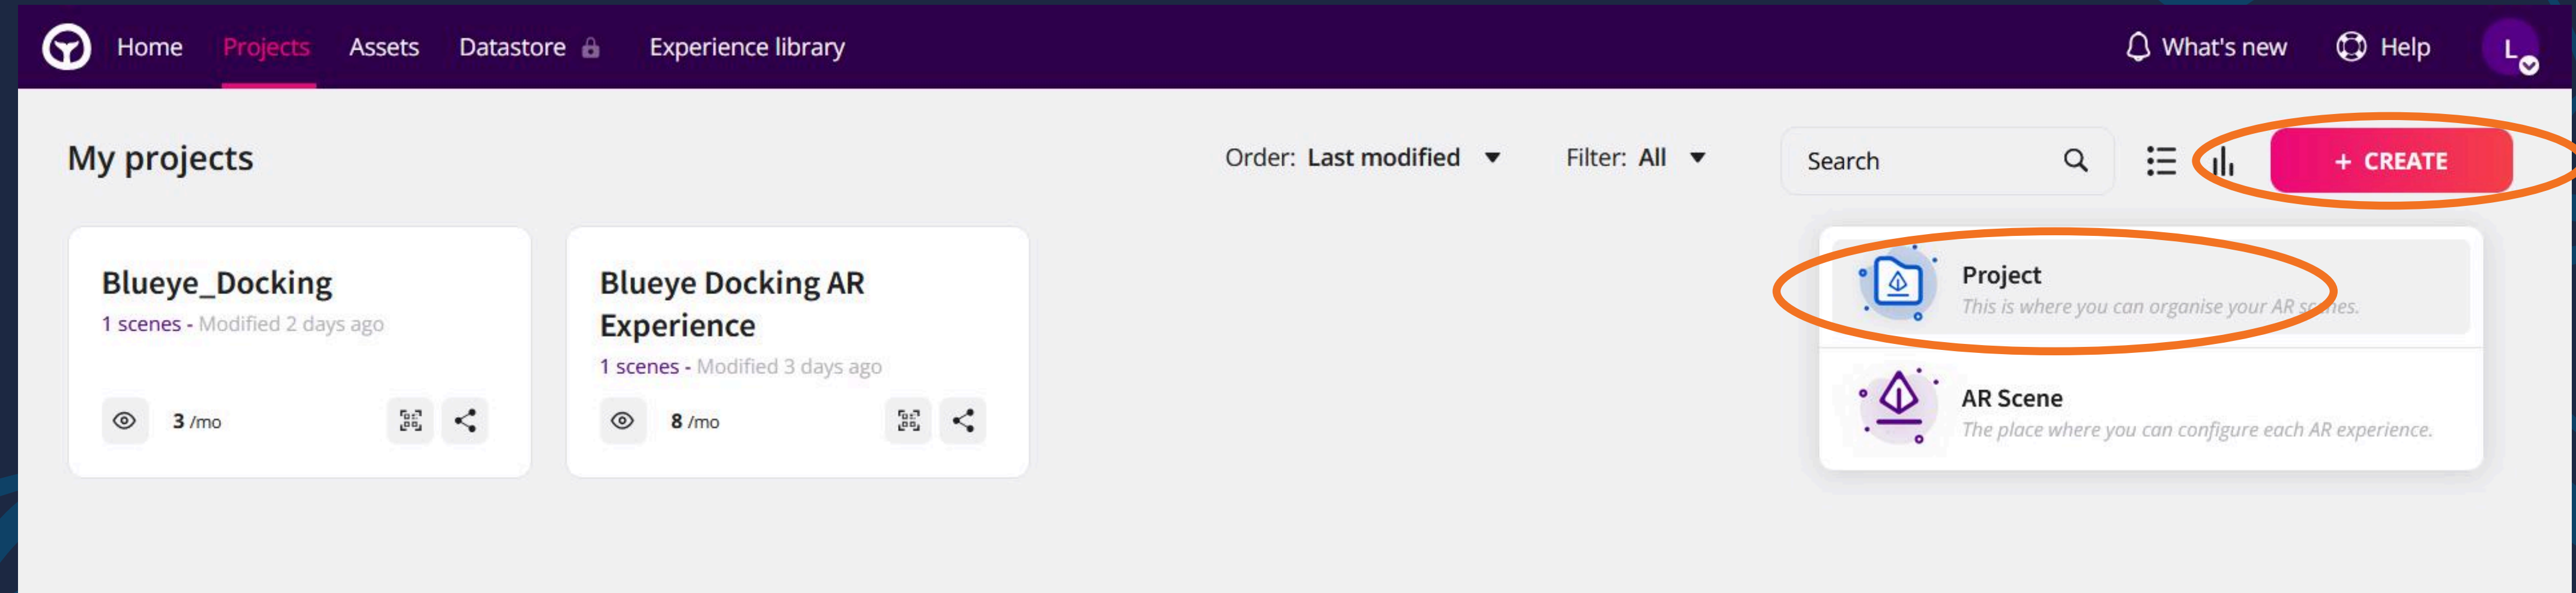 Home Projects Assets Datastore Experience library What's new Help L
My projects Order: Last modified Filter: All Search + CREATE
Blueye_Docking
1 scenes - Modified 2 days ago
3 /mo
Blueye Docking AR
Experience
1 scenes - Modified 3 days ago
8 /mo
Project
This is where you can organise your AR scenes.
AR Scene
The place where you can configure each AR experience.